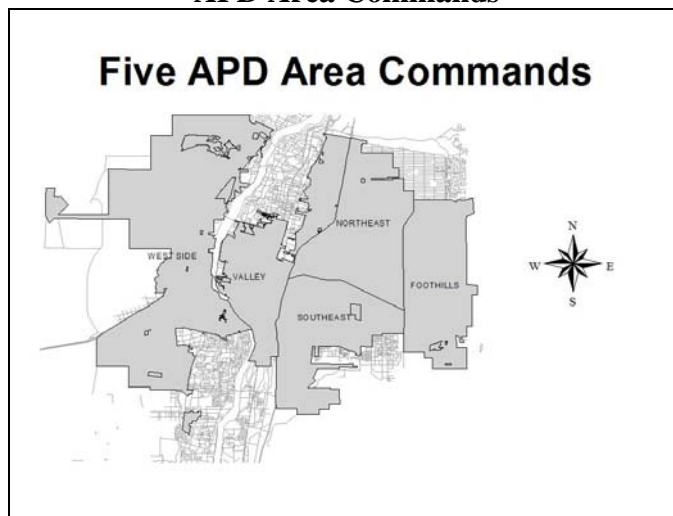 APD Area Commands
Five APD Area Commands
NORTHEAST
WEST SIDE
VALLEY
FOOTHILLS
SOUTHEAST
N
W
E
S